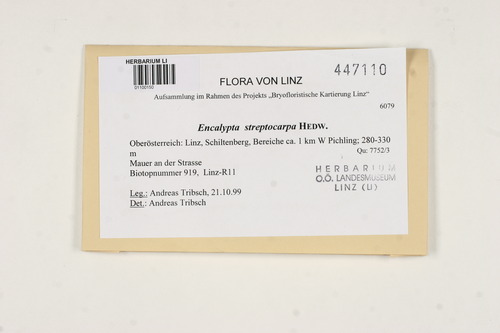 HERBARIUM LI
01100150
FLORA VON LINZ
447110
Aufsammlung im Rahmen des Projekts „Bryofloristische Kartierung Linz“
6079
Encalypta streptocarpa HEDW.
Oberösterreich: Linz, Schiltenberg, Bereiche ca. 1 km W Pichling; 280-330
m
Qu: 7752/3
Mauer an der Strasse
Biotopnummer 919, Linz-R11
HERBARIUM
O.Ö. LANDESMUSEUM
LINZ (LI)
Leg.: Andreas Tribsch, 21.10.99
Det.: Andreas Tribsch